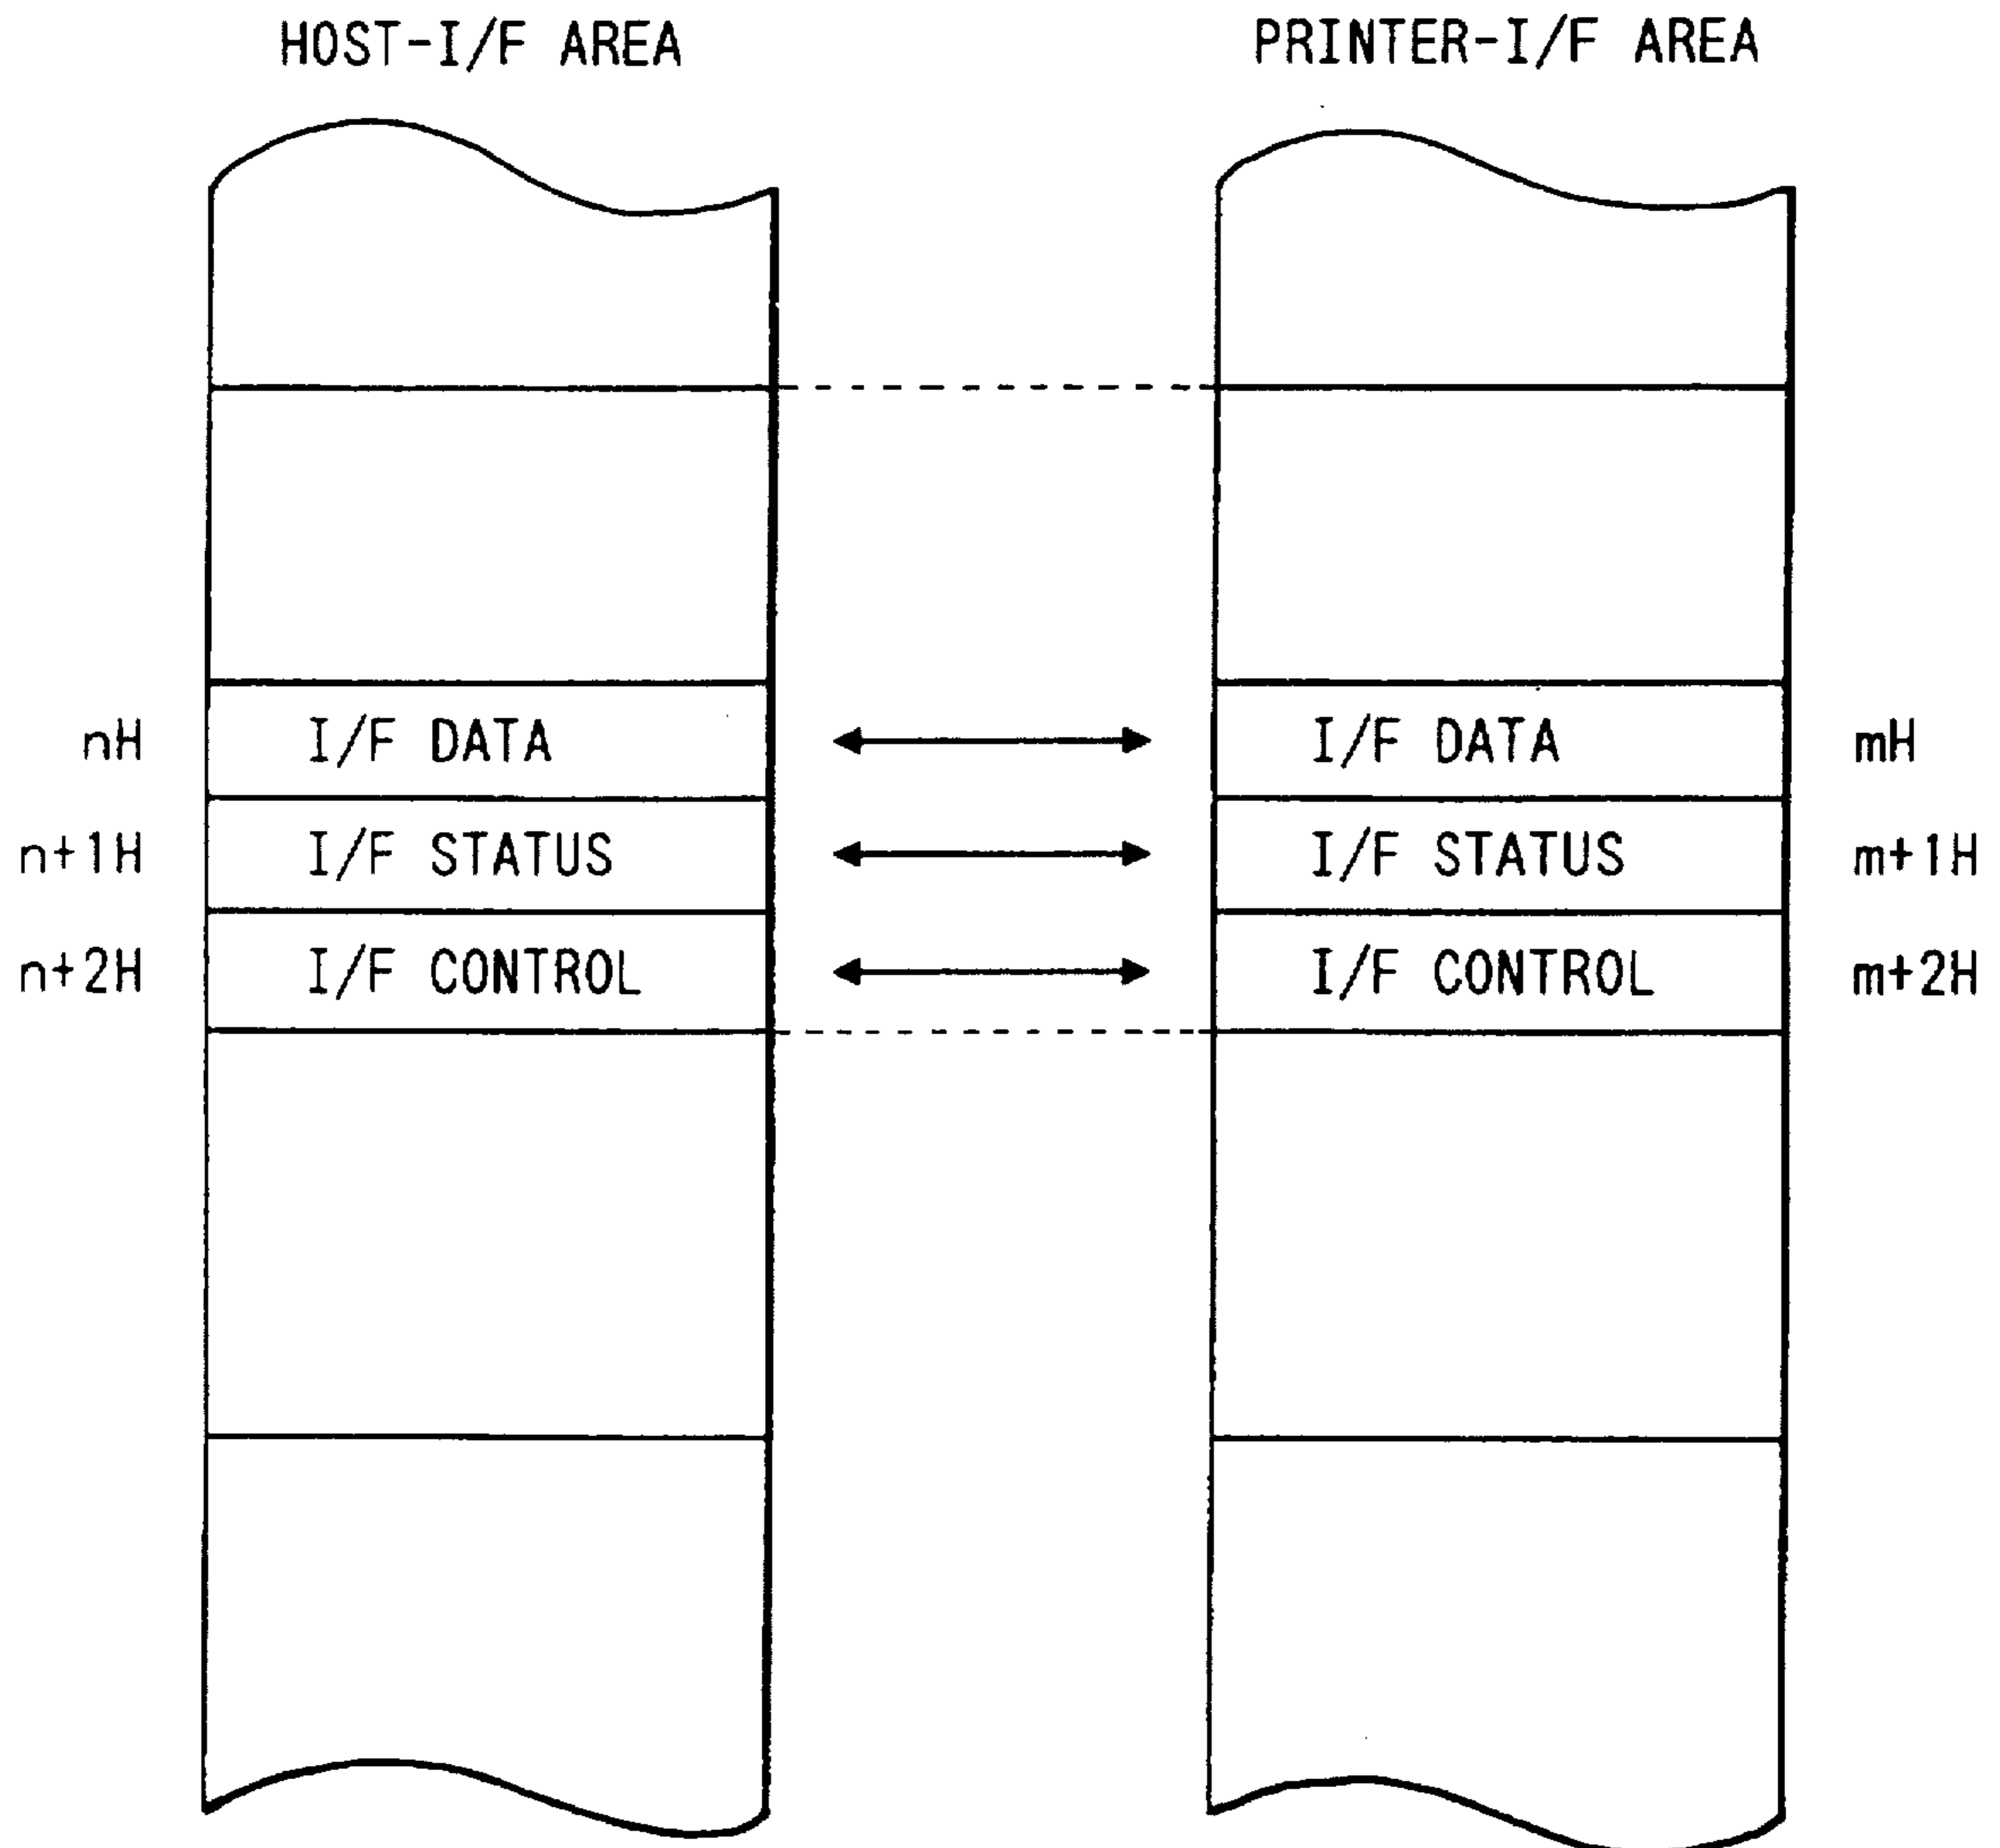 HOST-I/F AREA PRINTER-I/F AREA
nH I/F DATA I/F DATA mH
n+1H I/F STATUS I/F STATUS m+1H
n+2H I/F CONTROL I/F CONTROL m+2H